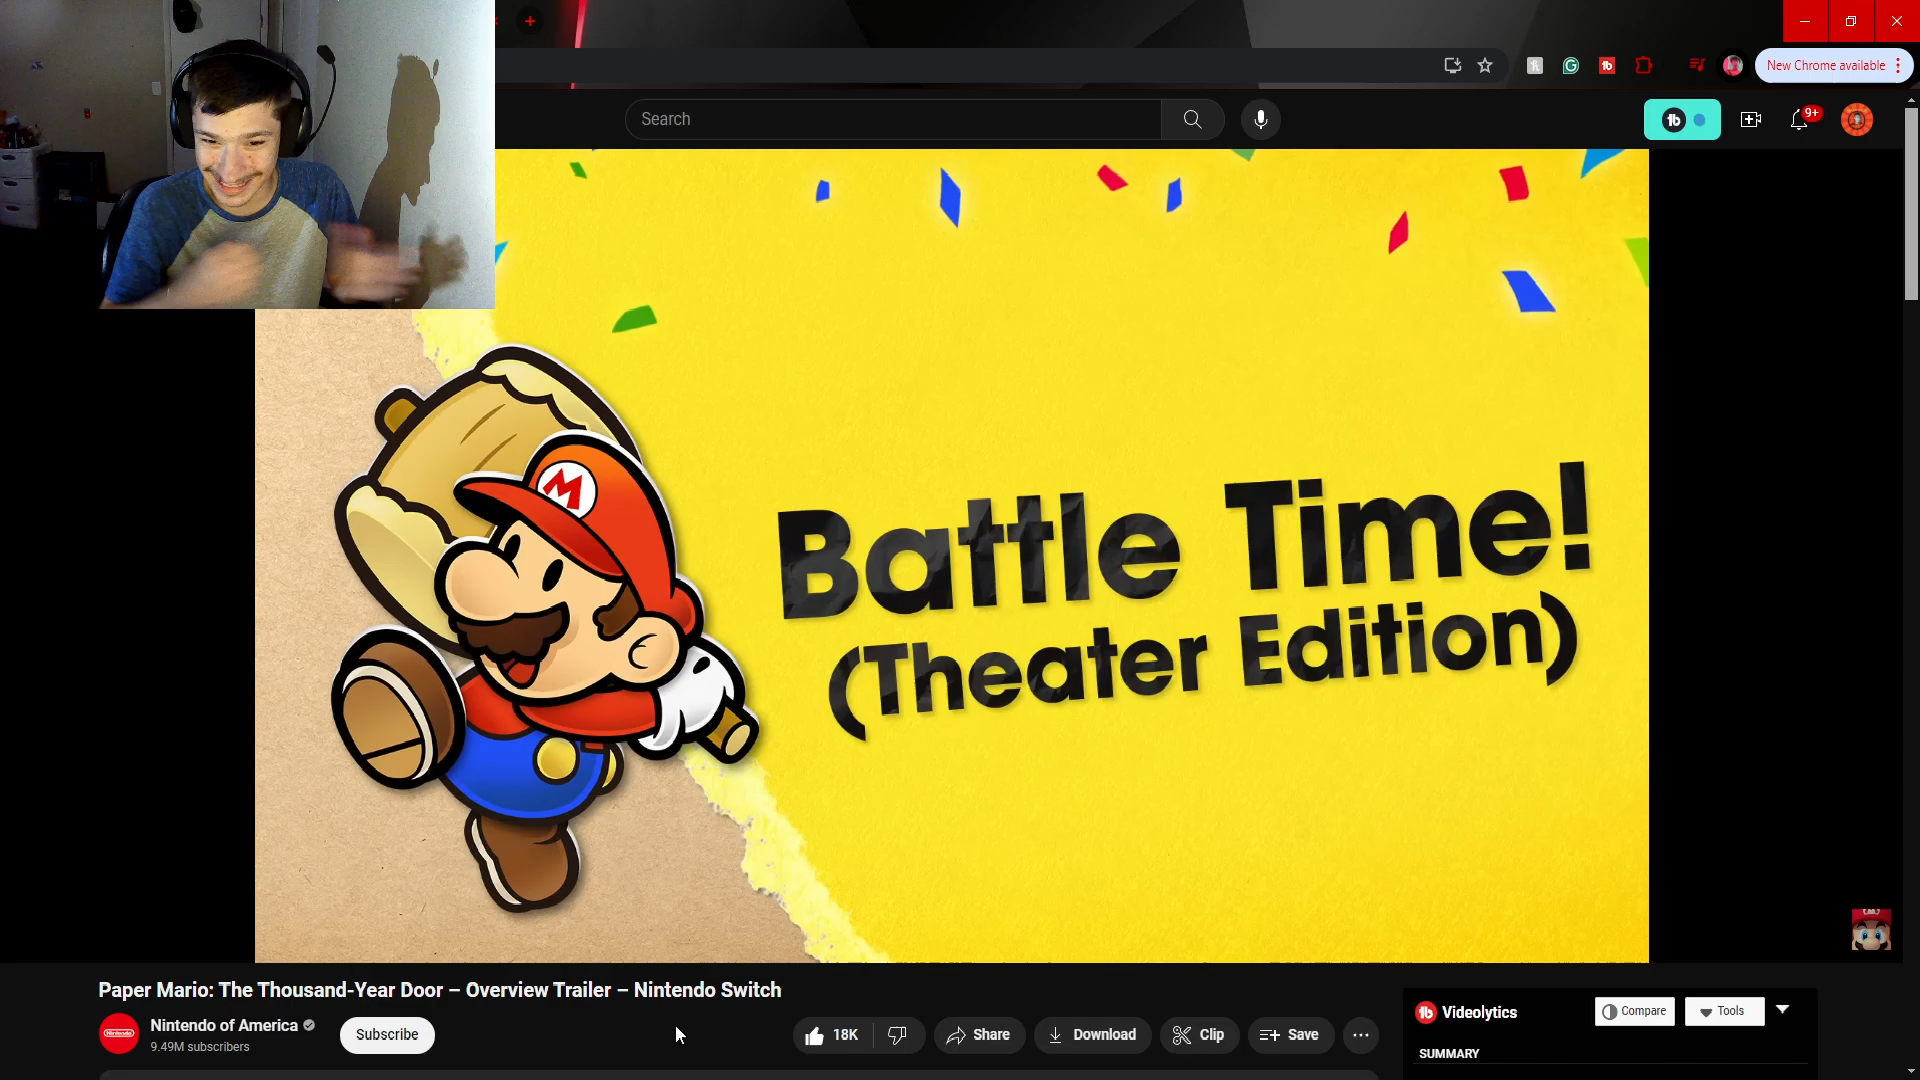 New Chrome available
Search
9+
M
Battle Time!
(Theater Edition)
Paper Mario: The Thousand-Year Door – Overview Trailer – Nintendo Switch
Nintendo of America
9.49M subscribers
Subscribe
18K
Share
Download
Clip
Save
Videolytics
Compare
Tools
SUMMARY